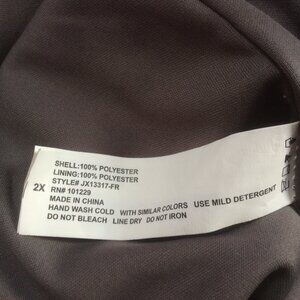 SHELL:100% POLYESTER
LINING:100% POLYESTER
STYLE# JX13317-FR
2X RN# 101229
MADE IN CHINA
HAND WASH COLD WITH SIMILAR COLORS USE MILD DETERGENT
DO NOT BLEACH LINE DRY DO NOT IRON